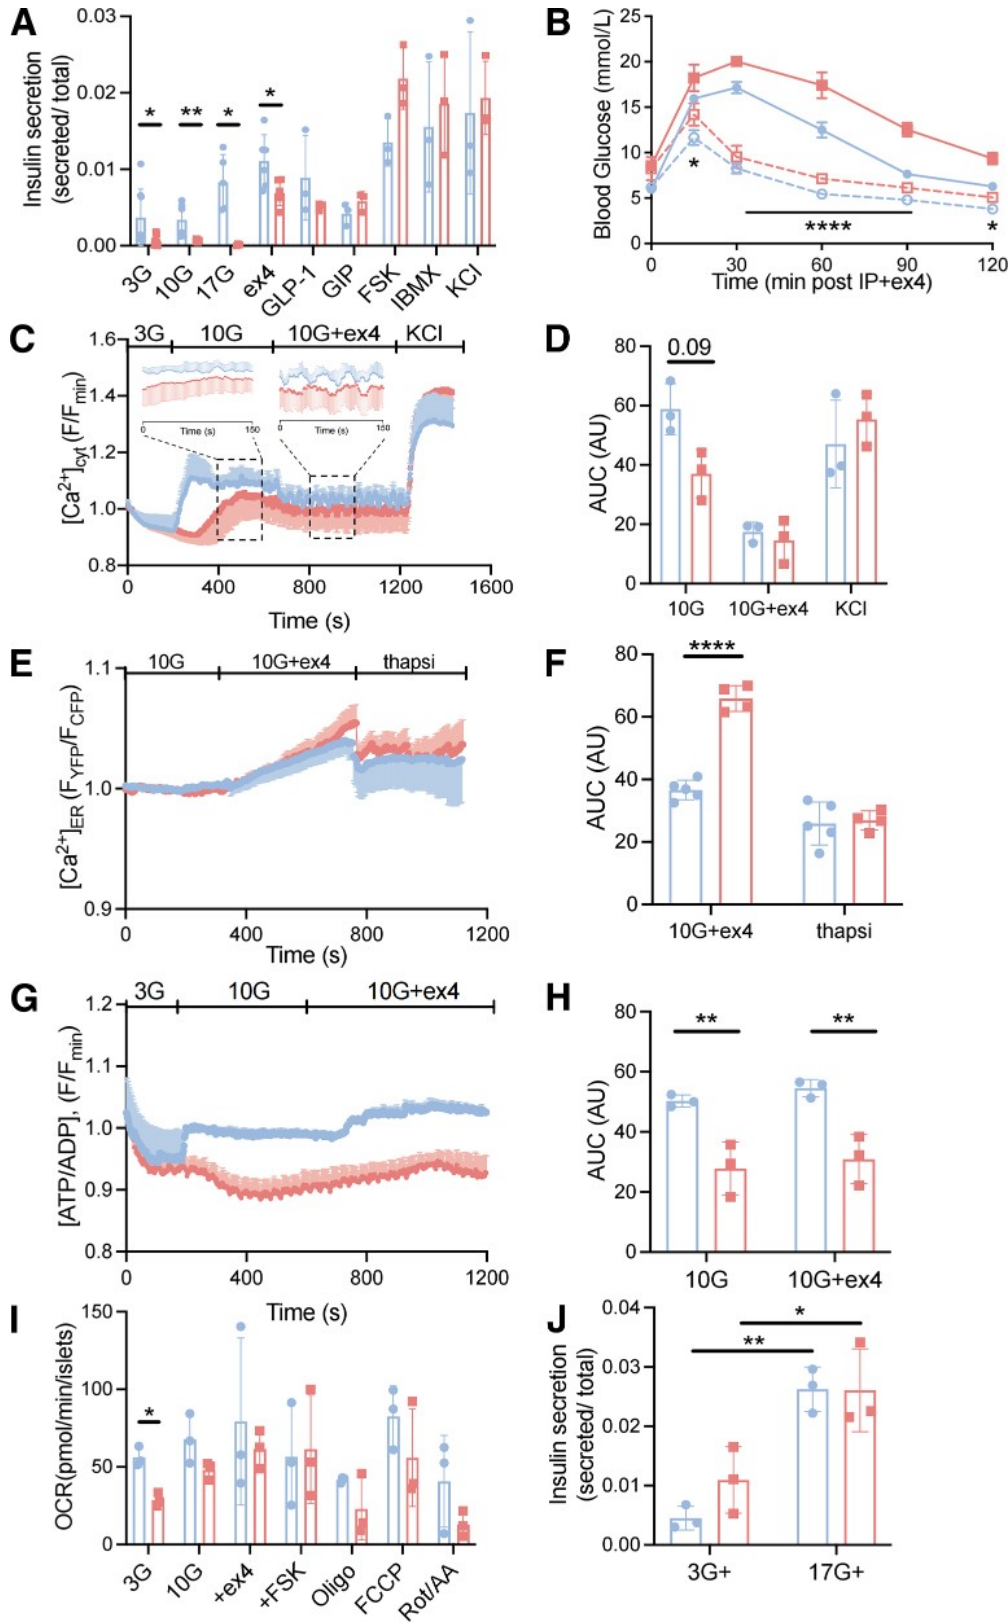 A
Insulin secretion
(secreted/ total)
0.03
0.02
0.01
0.00
*
**
*
*
3G
10G
17G
ex4
GLP-1
GIP
FSK
IBMX
KCl
B
Blood Glucose (mmol/L)
25
20
15
10
5
0
*
****
*
0
30
60
90
120
Time (min post IP+ex4)
C
3G
10G
10G+ex4
KCl
[Ca2+]cyt (F/Fmin)
1.6
1.4
1.2
1.0
0.8
0
Time (s)
150
0
Time (s)
150
0
400
800
1200
1600
Time (s)
D
AUC (AU)
80
60
40
20
0
0.09
10G
10G+ex4
KCl
E
10G
10G+ex4
thapsi
[Ca2+]ER (FYFP/FCFP)
1.1
1.0
0.9
0
400
800
1200
Time (s)
F
AUC (AU)
80
60
40
20
0
****
10G+ex4
thapsi
G
3G
10G
10G+ex4
[ATP/ADP], (F/Fmin)
1.2
1.1
1.0
0.9
0.8
0
400
800
1200
Time (s)
H
AUC (AU)
80
60
40
20
0
**
**
10G
10G+ex4
I
OCR(pmol/min/islets)
150
100
50
0
*
3G
10G
+ex4
+FSK
Oligo
FCCP
Rot/AA
J
Insulin secretion
(secreted/ total)
0.04
0.03
0.02
0.01
0.00
*
**
3G+
17G+